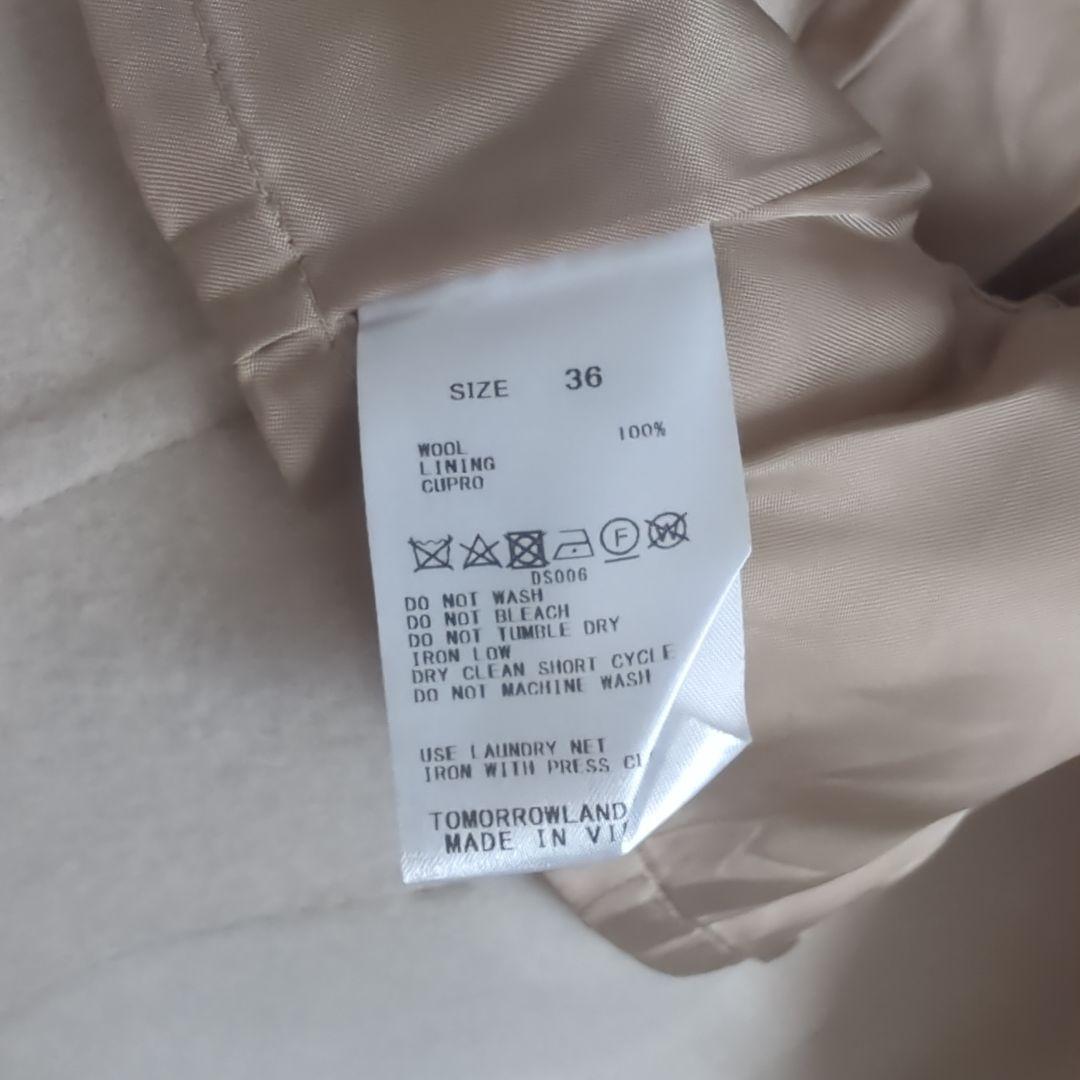 SIZE 36
WOOL 100%
LINING
CUPRO
F W
DS006
DO NOT WASH
DO NOT BLEACH
DO NOT TUMBLE DRY
IRON LOW
DRY CLEAN SHORT CYCLE
DO NOT MACHINE WASH
USE LAUNDRY NET
IRON WITH PRESS
TOMORROWLAND
MADE IN